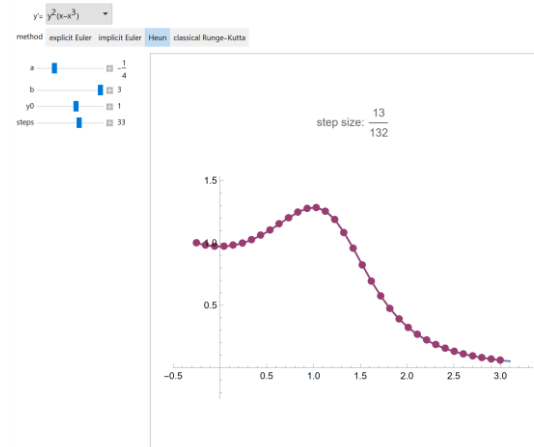 y'= y²(x-x³)
method explicit Euler implicit Euler Heun classical Runge-Kutta
a -1/4
b 3
y0 1
steps 33
step size: 13/132
1.5
1.0
0.5
-0.5 0.5 1.0 1.5 2.0 2.5 3.0